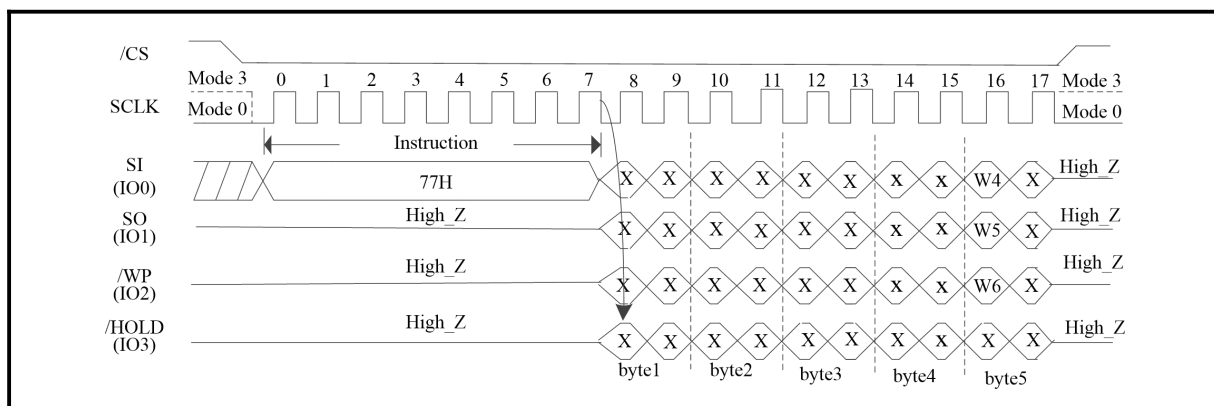 /CS
Mode 3 0 1 2 3 4 5 6 7 8 9 10 11 12 13 14 15 16 17 Mode 3
SCLK
Mode 0 Mode 0
Instruction
SI
(IO0)
77H X X X X X X x x W4 X High_Z
SO
(IO1)
High_Z X X X X X X x x W5 X High_Z
/WP
(IO2)
High_Z X X X X X X x x W6 X High_Z
/HOLD
(IO3)
High_Z X X X X X X X X X X High_Z
byte1 byte2 byte3 byte4 byte5